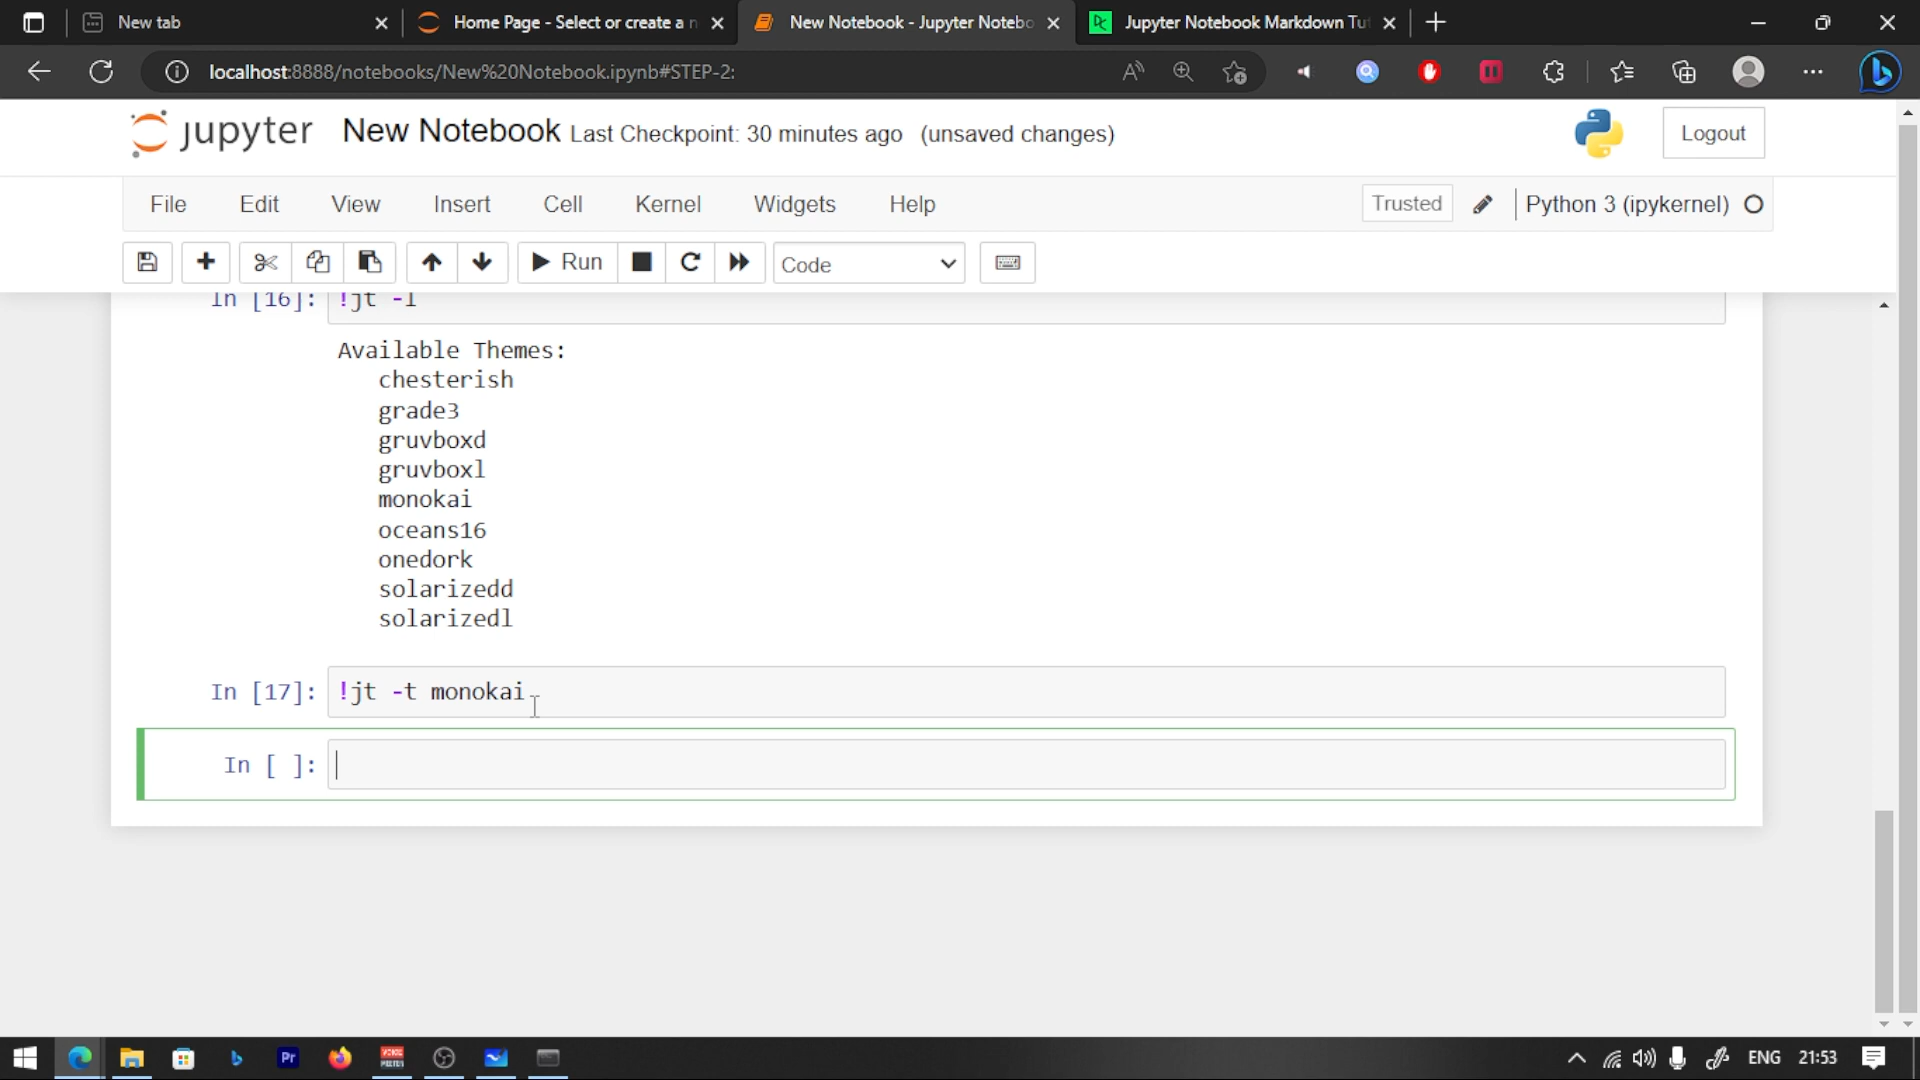 New tab
Home Page - Select or create a n
New Notebook - Jupyter Notebo
Jupyter Notebook Markdown Tut
localhost:8888/notebooks/New%20Notebook.ipynb#STEP-2:
jupyter New Notebook Last Checkpoint: 30 minutes ago (unsaved changes)
Logout
File Edit View Insert Cell Kernel Widgets Help Trusted Python 3 (ipykernel)
Run Code
In [16]: !jt -l
Available Themes:
chesterish
grade3
gruvboxd
gruvboxl
monokai
oceans16
onedork
solarizedd
solarizedl
In [17]: !jt -t monokai
In [ ]:
Pr
ENG 21:53